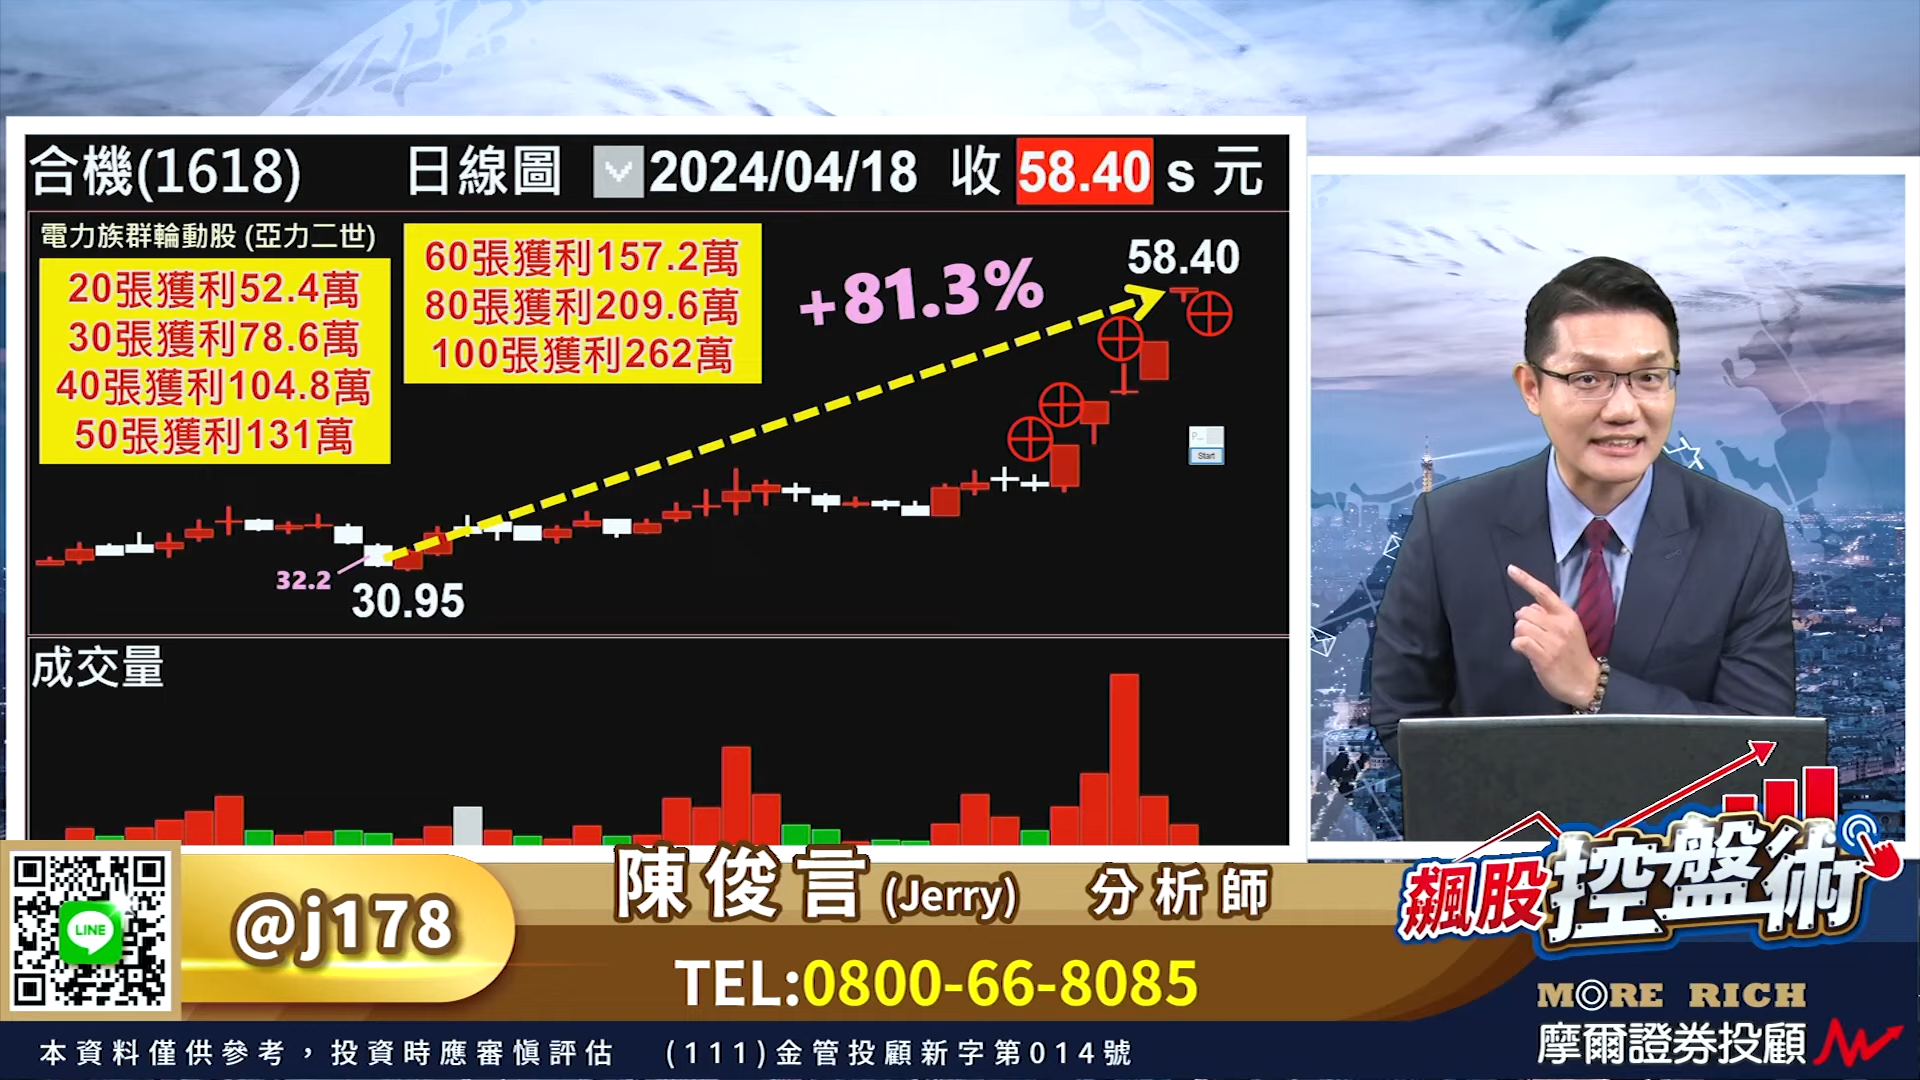 合機(1618) 日線圖 2024/04/18 收 58.40 s 元
電力族群輪動股 (亞力二世)
20張獲利52.4萬
30張獲利78.6萬
40張獲利104.8萬
50張獲利131萬
60張獲利157.2萬
80張獲利209.6萬
100張獲利262萬
+81.3%
58.40
Start
32.2
30.95
成交量
LINE
@j178
陳俊言 (Jerry) 分析師
TEL:0800-66-8085
飆股控盤術
MORE RICH
摩爾證券投顧
本資料僅供參考，投資時應審慎評估 (111)金管投顧新字第014號